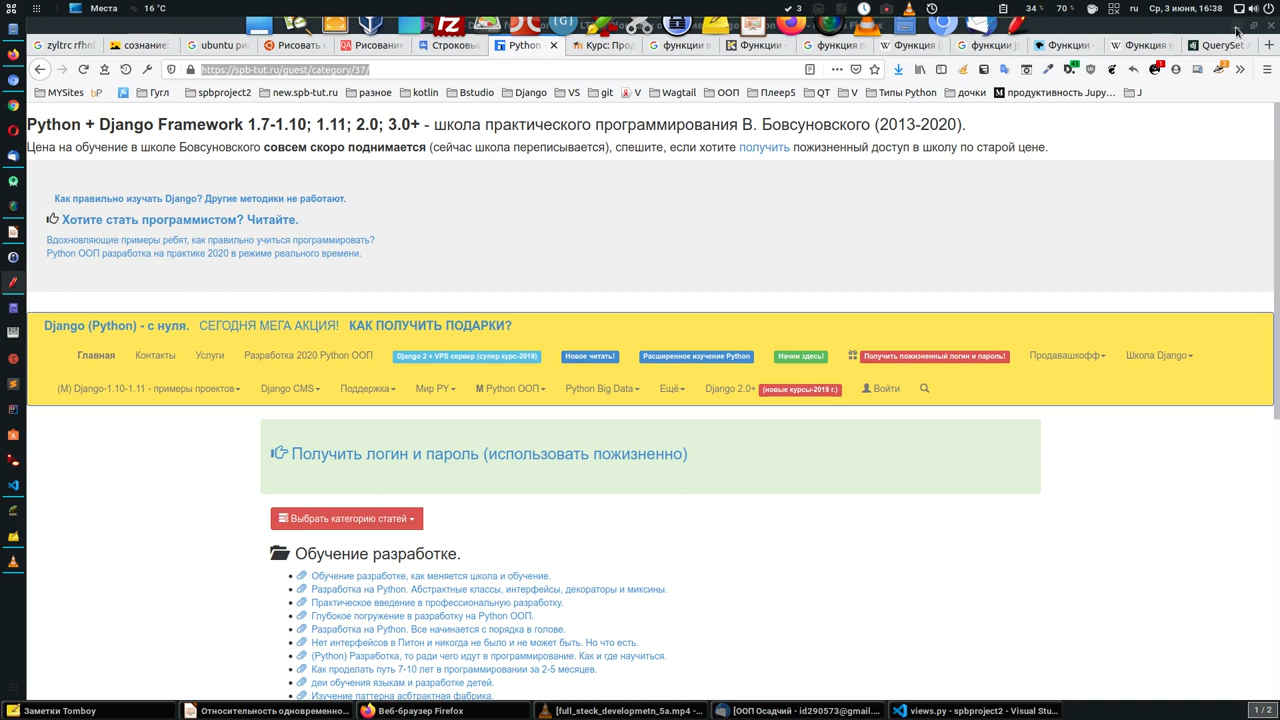 Места
16 °C
3
34 %
70 %
ru
Ср, 3 июня, 16:38
zyltrc rfhnl
сознание:
ubuntu рис
Рисовать к
Рисование
Строковы
Python
Курс: Прод
функции в
Функции -
функция п
Функция (
функции js
Функции -
Функция в
QuerySet A
https://spb-tut.ru/guest/category/37/
MYSites
bP
Гугл
spbproject2
new.spb-tut.ru
разное
kotlin
Bstudio
Django
VS
git
V
Wagtail
ООП
Плеер5
QT
V
Типы Python
дочки
продуктивность Jupy…
J
Python + Django Framework 1.7-1.10; 1.11; 2.0; 3.0+ - школа практического программирования В. Бовсуновского (2013-2020).
Цена на обучение в школе Бовсуновского совсем скоро поднимается (сейчас школа переписывается), спешите, если хотите получить пожизненный доступ в школу по старой цене.
Как правильно изучать Django? Другие методики не работают.
Хотите стать программистом? Читайте.
Вдохновляющие примеры ребят, как правильно учиться программировать?
Python ООП разработка на практике 2020 в режиме реального времени.
Django (Python) - с нуля. СЕГОДНЯ МЕГА АКЦИЯ! КАК ПОЛУЧИТЬ ПОДАРКИ?
Главная Контакты Услуги Разработка 2020 Python ООП Django 2 + VPS сервер (супер курс-2019) Новое читать! Расширенное изучение Python Начни здесь! Получить пожизненный логин и пароль! Продавашкофф Школа Django
(M) Django-1.10-1.11 - примеры проектов Django CMS Поддержка Мир PY M Python ООП Python Big Data Ещё Django 2.0+ (новые курсы-2019 г.) Войти
Получить логин и пароль (использовать пожизненно)
Выбрать категорию статей
Обучение разработке.
Обучение разработке, как меняется школа и обучение.
Разработка на Python. Абстрактные классы, интерфейсы, декораторы и миксины.
Практическое введение в профессиональную разработку.
Глубокое погружение в разработку на Python ООП.
Разработка на Python. Все начинается с порядка в голове.
Нет интерфейсов в Питон и никогда не было и не может быть. Но что есть.
(Python) Разработка, то ради чего идут в программирование. Как и где научиться.
Как проделать путь 7-10 лет в программировании за 2-5 месяцев.
деи обучения языкам и разработке детей.
Изучение паттерна асбтрактная фабрика.
Заметки Tomboy
Относительность одновременно…
Веб-браузер Firefox
[full_steck_developmetn_5a.mp4 -…
[ООП Осадчий - id290573@gmail.…
views.py - spbproject2 - Visual Stu…
1 / 2